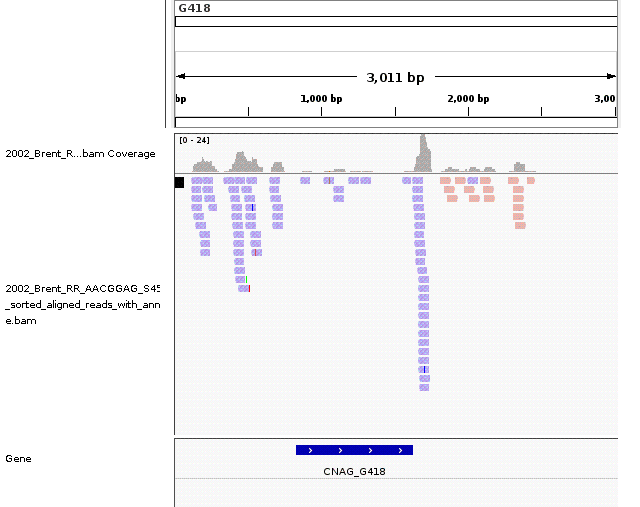 G418
3,011 bp
bp 1,000 bp 2,000 bp 3,00
[0 - 24]
2002_Brent_R...bam Coverage
2002_Brent_RR_AACGGAG_S45
_sorted_aligned_reads_with_ann
e.bam
Gene
CNAG_G418